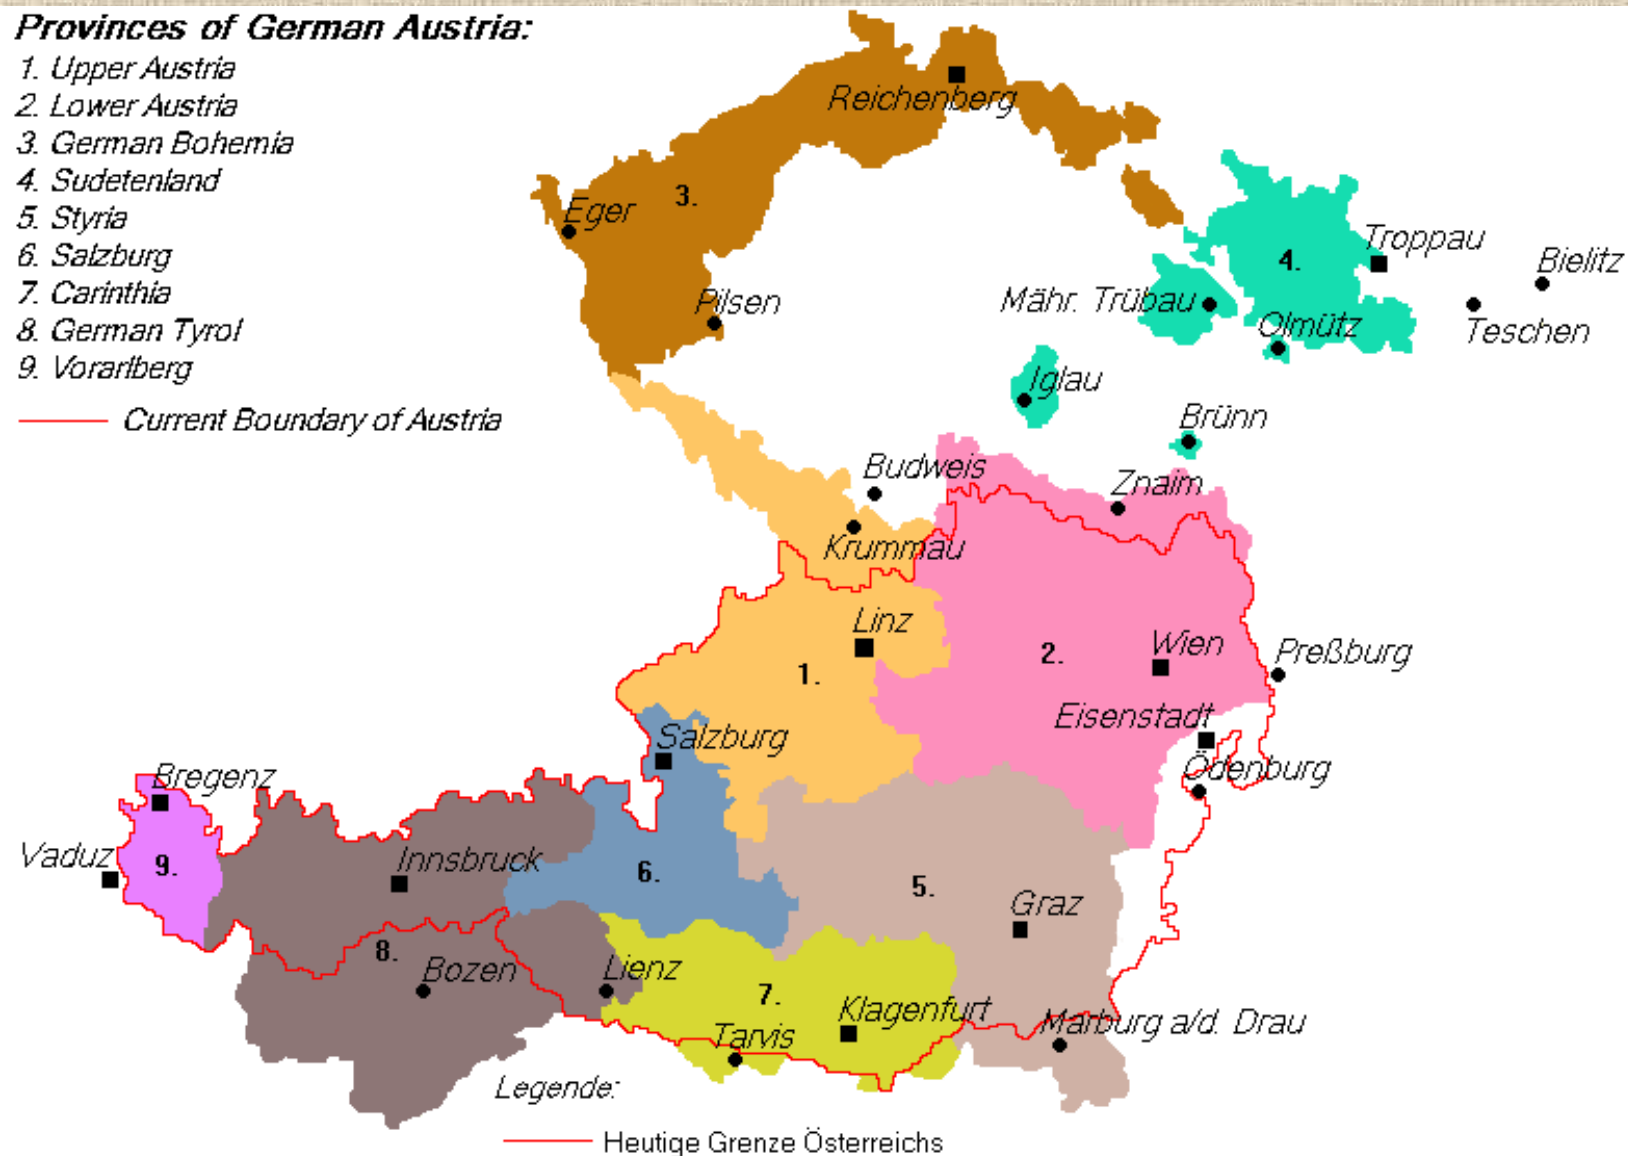 Provinces of German Austria:
1. Upper Austria
2. Lower Austria
3. German Bohemia
4. Sudetenland
5. Styria
6. Salzburg
7. Carinthia
8. German Tyrol
9. Vorarlberg
Current Boundary of Austria
Reichenberg
3.
Eger
Pilsen
Troppau
Bielitz
4.
Mähr. Trübau
Olmütz
Teschen
Iglau
Brünn
Budweis
Znaim
Krummau
Linz
2.
Wien
Preßburg
1.
Eisenstadt
Salzburg
Ödenburg
Bregenz
Vaduz
9.
Innsbruck
6.
5.
Graz
8.
Bozen
Lienz
7.
Klagenfurt
Marburg a/d. Drau
Tarvis
Legende:
Heutige Grenze Österreichs